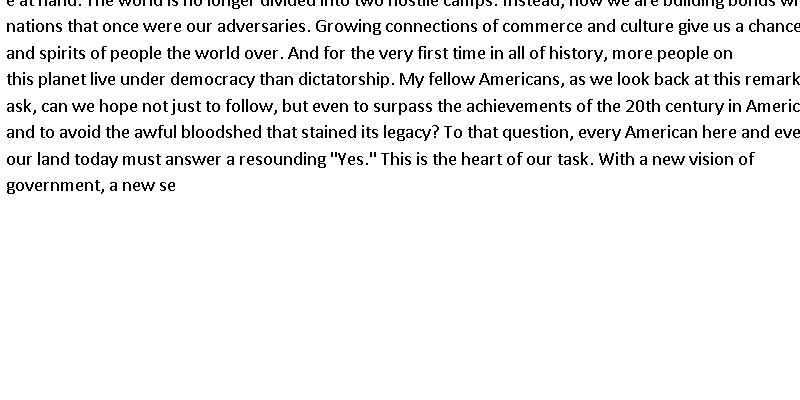 e at hand. The world is no longer divided into two hostile camps. Instead, now we are building bonds wi
nations that once were our adversaries. Growing connections of commerce and culture give us a chance
and spirits of people the world over. And for the very first time in all of history, more people on
this planet live under democracy than dictatorship. My fellow Americans, as we look back at this remark
ask, can we hope not just to follow, but even to surpass the achievements of the 20th century in Americ
and to avoid the awful bloodshed that stained its legacy? To that question, every American here and eve
our land today must answer a resounding "Yes." This is the heart of our task. With a new vision of
government, a new se